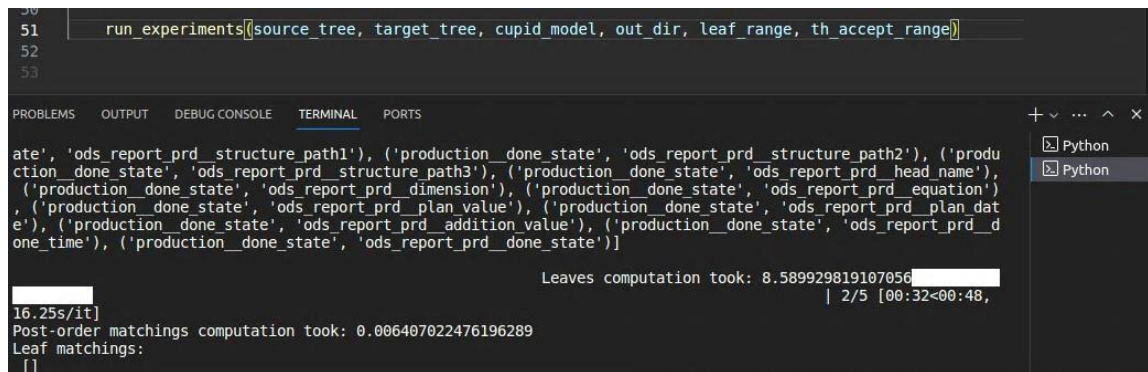 50
51 run_experiments(source_tree, target_tree, cupid_model, out_dir, leaf_range, th_accept_range)
52
53
PROBLEMS OUTPUT DEBUG CONSOLE TERMINAL PORTS
Python
Python
ate', 'ods_report_prd__structure_path1'), ('production__done_state', 'ods_report_prd__structure_path2'), ('produ
ction__done_state', 'ods_report_prd__structure_path3'), ('production__done_state', 'ods_report_prd__head_name'),
('production__done_state', 'ods_report_prd__dimension'), ('production__done_state', 'ods_report_prd__equation')
, ('production__done_state', 'ods_report_prd__plan_value'), ('production__done_state', 'ods_report_prd__plan_dat
e'), ('production__done_state', 'ods_report_prd__addition_value'), ('production__done_state', 'ods_report_prd__d
one_time'), ('production__done_state', 'ods_report_prd__done_state')]
Leaves computation took: 8.589929819107056
| 2/5 [00:32<00:48,
16.25s/it]
Post-order matchings computation took: 0.006407022476196289
Leaf matchings:
[]